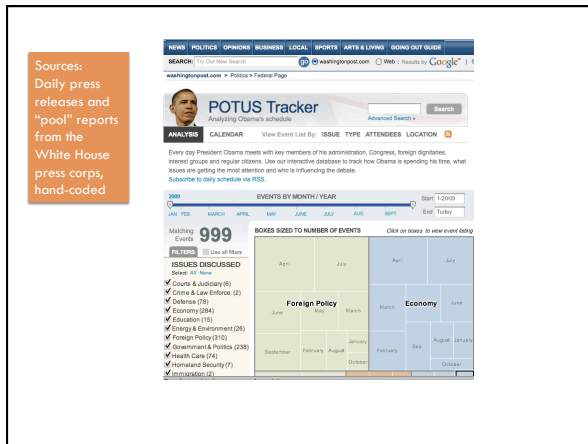 Sources:
Daily press
releases and
“pool” reports
from the
White House
press corps,
hand-coded
NEWS POLITICS OPINIONS BUSINESS LOCAL SPORTS ARTS & LIVING GOING OUT GUIDE
SEARCH: Try Our New Search go washingtonpost.com Web : Results by Google™ |
washingtonpost.com > Politics > Federal Page
POTUS Tracker
Analyzing Obama's schedule
Search
Advanced Search »
ANALYSIS CALENDAR View Event List By: ISSUE TYPE ATTENDEES LOCATION
Every day President Obama meets with key members of his administration, Congress, foreign dignitaries,
interest groups and regular citizens. Use our interactive database to track how Obama is spending his time, what
issues are getting the most attention and who is influencing the debate.
Subscribe to daily schedule via RSS.
2009 EVENTS BY MONTH / YEAR Start 1/20/09
JAN FEB MARCH APRIL MAY JUNE JULY AUG. SEPT. End Today
Matching Events 999
BOXES SIZED TO NUMBER OF EVENTS Click on boxes to view event listing
FILTERS Use all filters
ISSUES DISCUSSED
Select: All None
Courts & Judiciary (6)
Crime & Law Enforce. (2)
Defense (78)
Economy (284)
Education (15)
Energy & Environment (26)
Foreign Policy (310)
Government & Politics (238)
Health Care (74)
Homeland Security (7)
Immigration (2)
April July April July
Foreign Policy Economy
June May March March June
September February August January October
February Sep. August January October